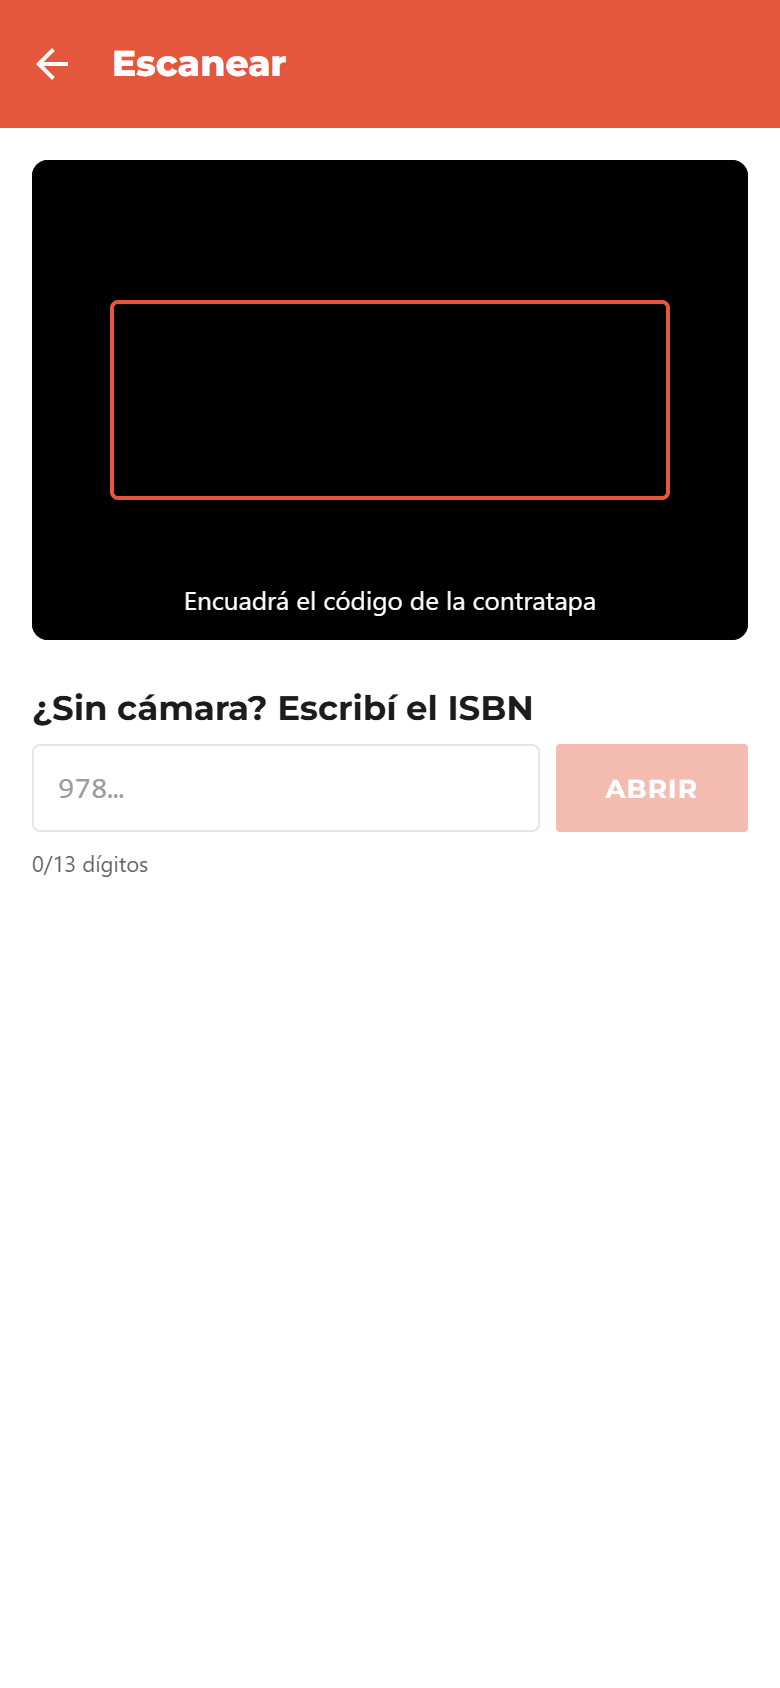 Escanear
Encuadrá el código de la contratapa
¿Sin cámara? Escribí el ISBN
978...
ABRIR
0/13 dígitos